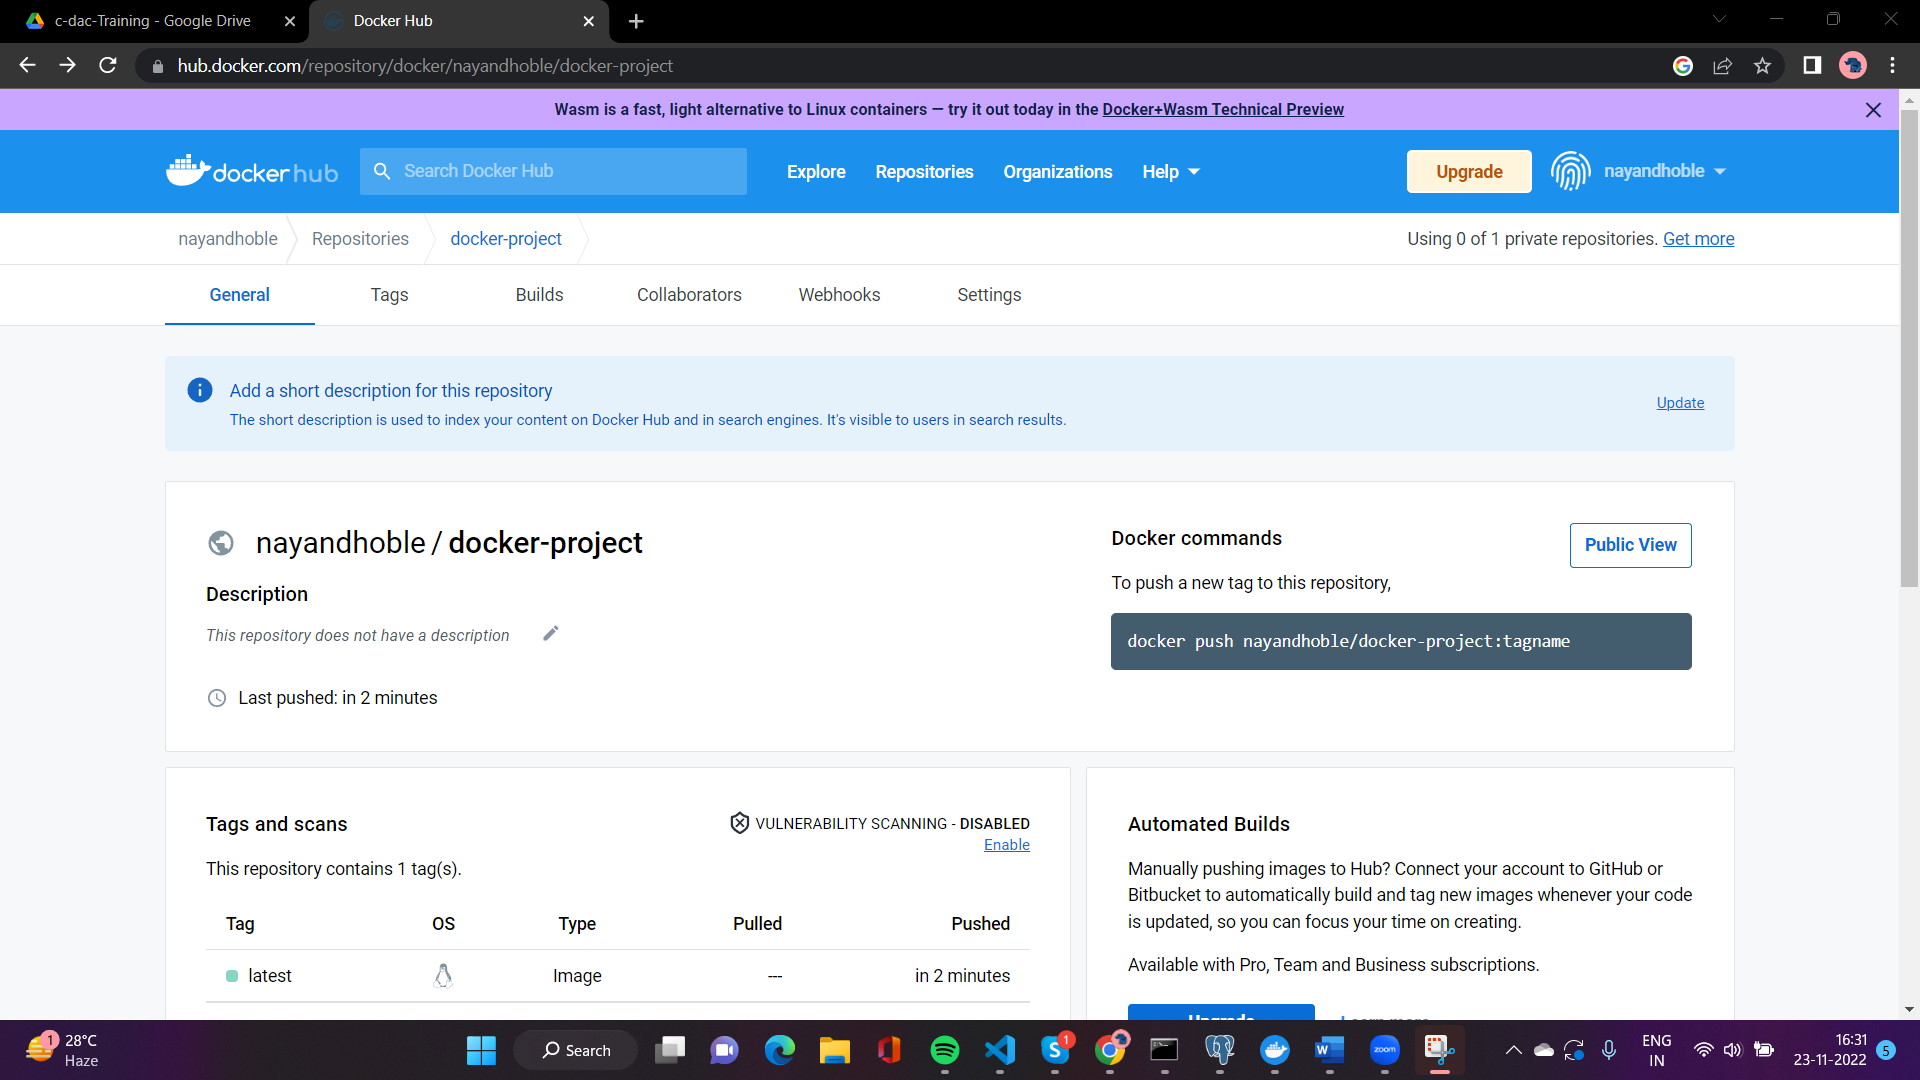 c-dac-Training - Google Drive
Docker Hub
hub.docker.com/repository/docker/nayandhoble/docker-project
Wasm is a fast, light alternative to Linux containers — try it out today in the Docker+Wasm Technical Preview
dockerhub
Search Docker Hub
Explore
Repositories
Organizations
Help
Upgrade
nayandhoble
nayandhoble
Repositories
docker-project
Using 0 of 1 private repositories. Get more
General
Tags
Builds
Collaborators
Webhooks
Settings
Add a short description for this repository
The short description is used to index your content on Docker Hub and in search engines. It's visible to users in search results.
Update
nayandhoble / docker-project
Description
This repository does not have a description
Last pushed: in 2 minutes
Docker commands
Public View
To push a new tag to this repository,
docker push nayandhoble/docker-project:tagname
Tags and scans
VULNERABILITY SCANNING - DISABLED
Enable
This repository contains 1 tag(s).
Tag OS Type Pulled Pushed
latest Image --- in 2 minutes
Automated Builds
Manually pushing images to Hub? Connect your account to GitHub or
Bitbucket to automatically build and tag new images whenever your code
is updated, so you can focus your time on creating.
Available with Pro, Team and Business subscriptions.
Upgrade
Learn more
1
28°C
Haze
Search
S
1
W
zoom
ENG
IN
16:31
23-11-2022
5